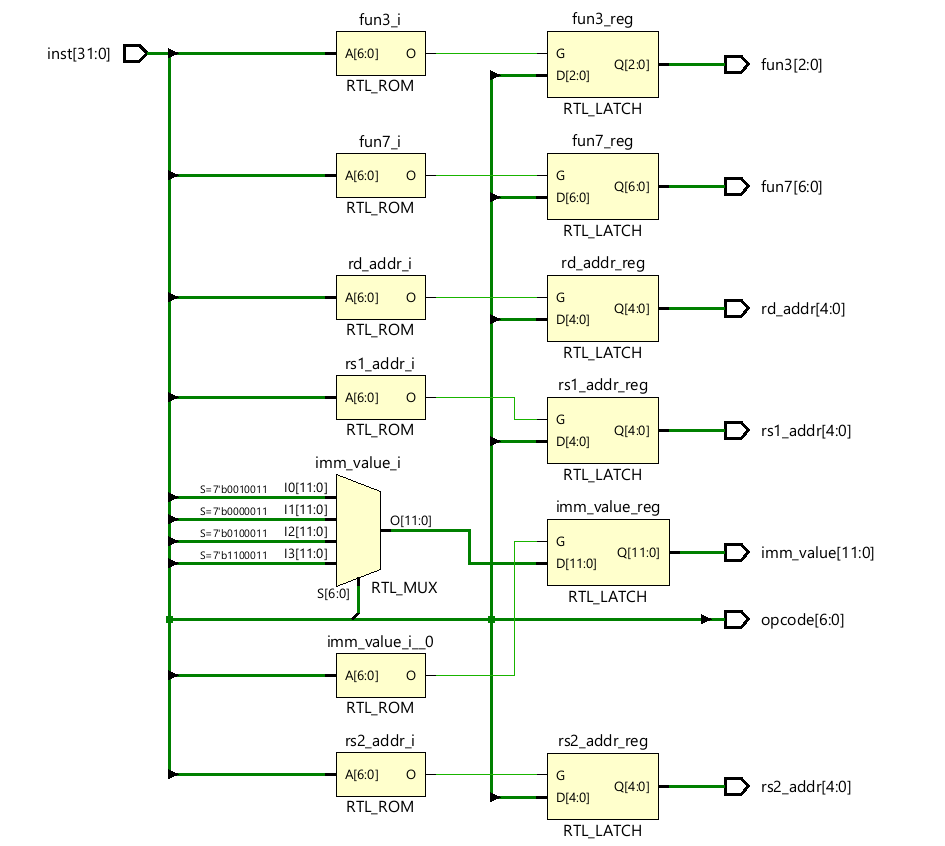 fun3_i
fun3_reg
inst[31:0]
A[6:0] O
G
D[2:0]
Q[2:0]
fun3[2:0]
RTL_ROM
RTL_LATCH
fun7_i
fun7_reg
A[6:0] O
G
D[6:0]
Q[6:0]
fun7[6:0]
RTL_ROM
RTL_LATCH
rd_addr_i
rd_addr_reg
A[6:0] O
G
D[4:0]
Q[4:0]
rd_addr[4:0]
RTL_ROM
RTL_LATCH
rs1_addr_i
rs1_addr_reg
A[6:0] O
G
D[4:0]
Q[4:0]
rs1_addr[4:0]
RTL_ROM
RTL_LATCH
imm_value_i
S=7'b0010011 I0[11:0]
S=7'b0000011 I1[11:0]
S=7'b0100011 I2[11:0]
S=7'b1100011 I3[11:0]
O[11:0]
S[6:0]
RTL_MUX
imm_value_reg
G
D[11:0]
Q[11:0]
imm_value[11:0]
RTL_LATCH
opcode[6:0]
imm_value_i__0
A[6:0] O
RTL_ROM
rs2_addr_i
rs2_addr_reg
A[6:0] O
G
D[4:0]
Q[4:0]
rs2_addr[4:0]
RTL_ROM
RTL_LATCH